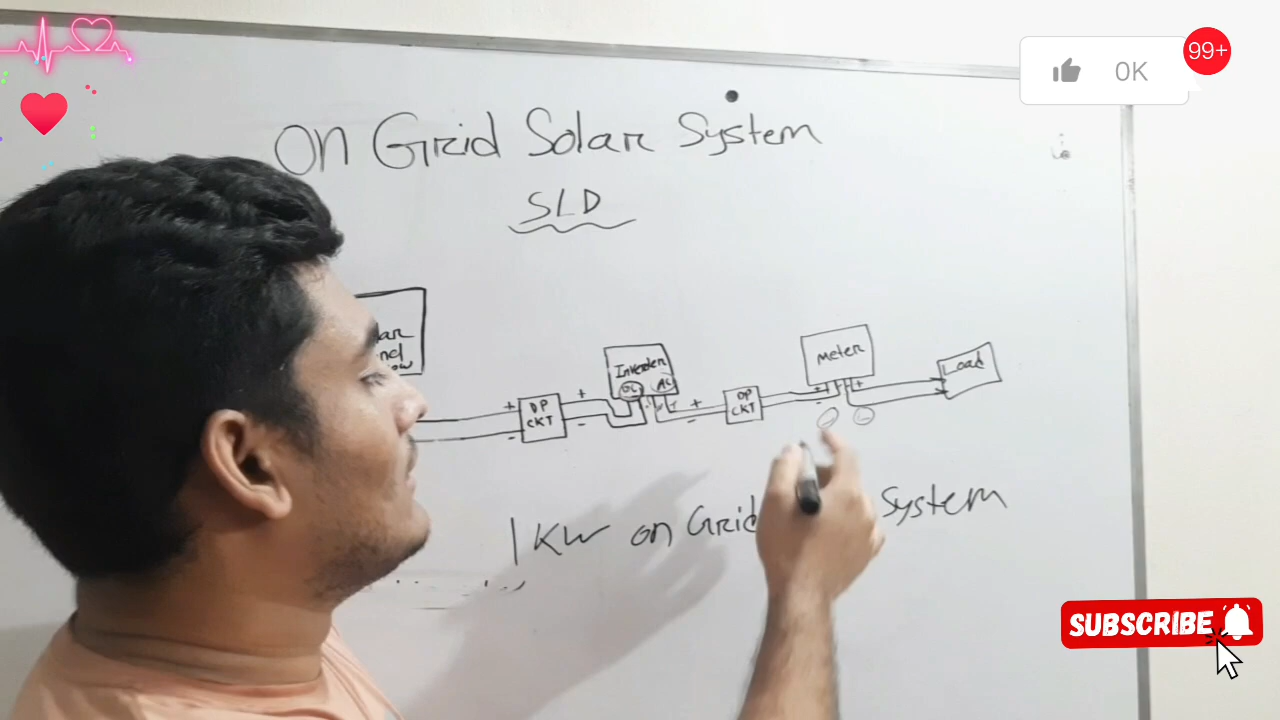 0K
99+
On Grid Solar System
SLD
Inverter
DC
AC
Meter
Load
+
DP
CKT
-
+
-
+
-
DP
CKT
+
-
+
1 KW on Grid System
SUBSCRIBE